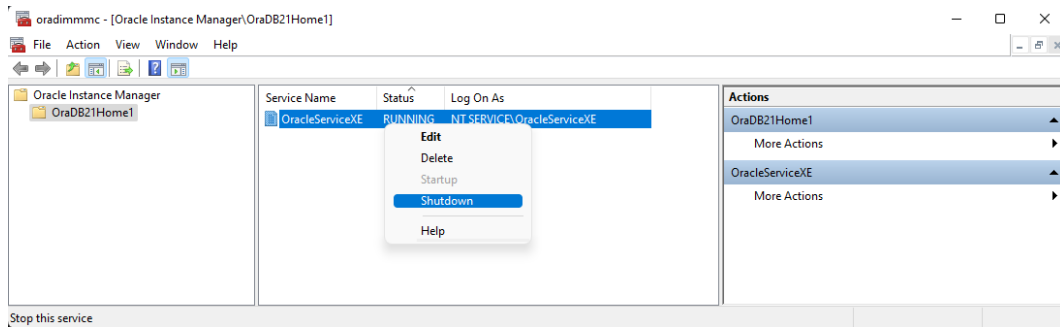 oradimmmc - [Oracle Instance Manager\OraDB21Home1]
File Action View Window Help
Oracle Instance Manager
OraDB21Home1
Service Name Status Log On As
OracleServiceXE RUNNING NT SERVICE\OracleServiceXE
Edit
Delete
Startup
Shutdown
Help
Actions
OraDB21Home1
More Actions
OracleServiceXE
More Actions
Stop this service